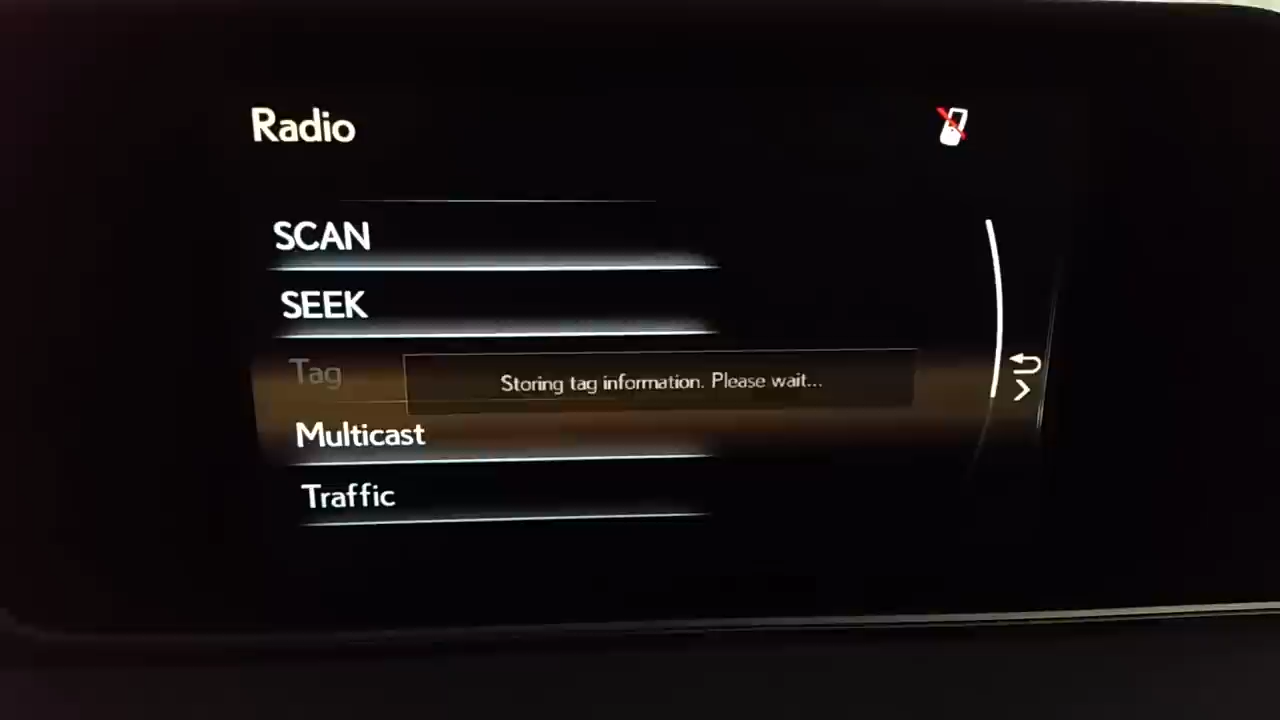 Radio
SCAN
SEEK
Tag
Storing tag information. Please wait...
Multicast
Traffic